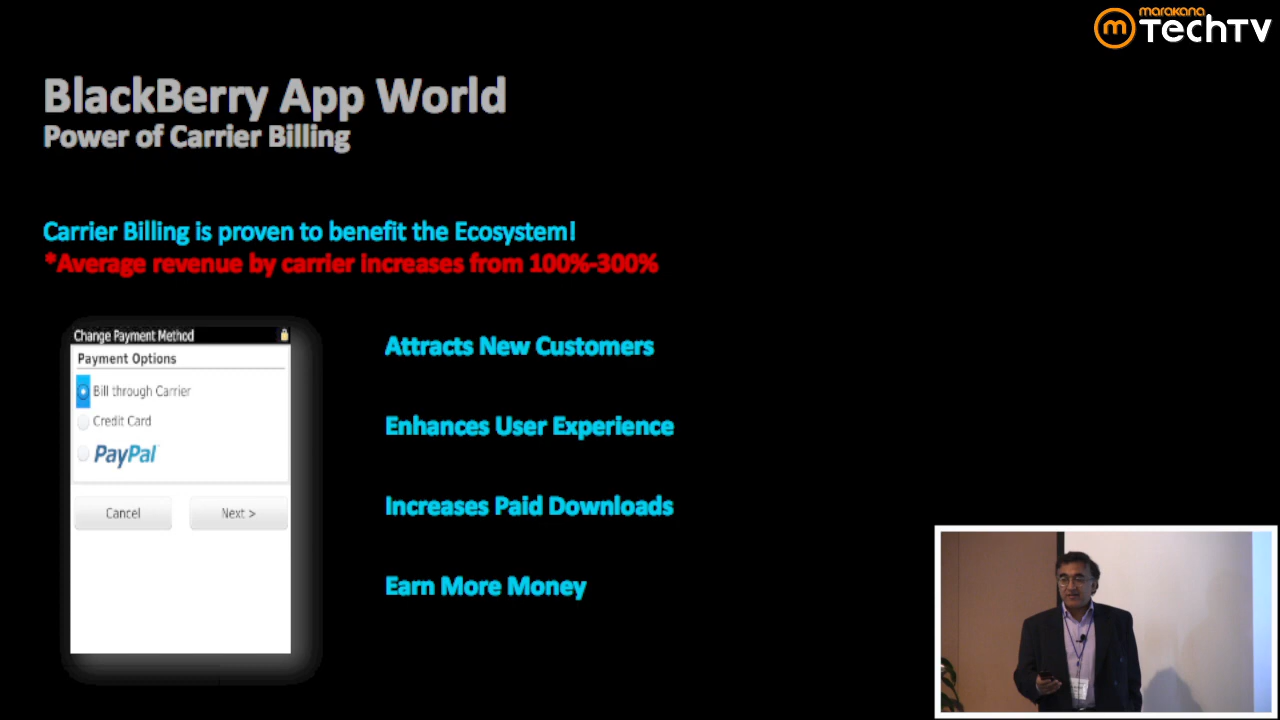 marakana
TechTV
BlackBerry App World
Power of Carrier Billing
Carrier Billing is proven to benefit the Ecosystem!
*Average revenue by carrier increases from 100%-300%
Change Payment Method
Payment Options
Bill through Carrier
Credit Card
PayPal
Cancel
Next >
Attracts New Customers
Enhances User Experience
Increases Paid Downloads
Earn More Money